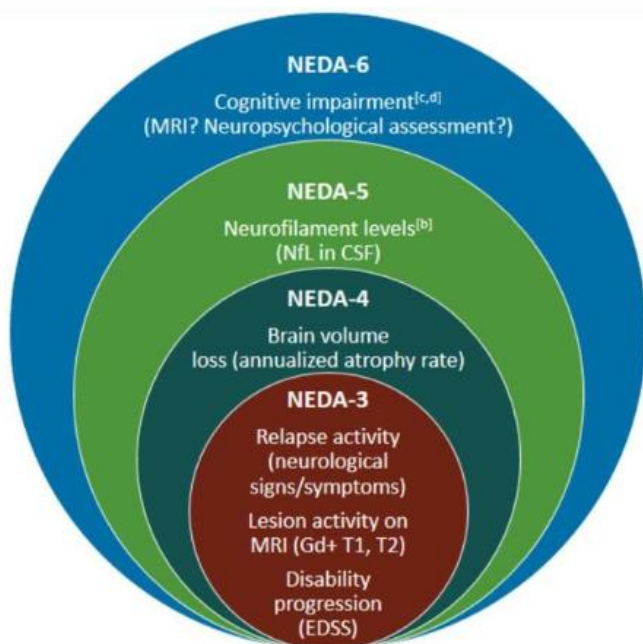 NEDA-6
Cognitive impairment[c,d]
(MRI? Neuropsychological assessment?)
NEDA-5
Neurofilament levels[b]
(NfL in CSF)
NEDA-4
Brain volume
loss (annualized atrophy rate)
NEDA-3
Relapse activity
(neurological
signs/symptoms)
Lesion activity on
MRI (Gd+ T1, T2)
Disability
progression
(EDSS)